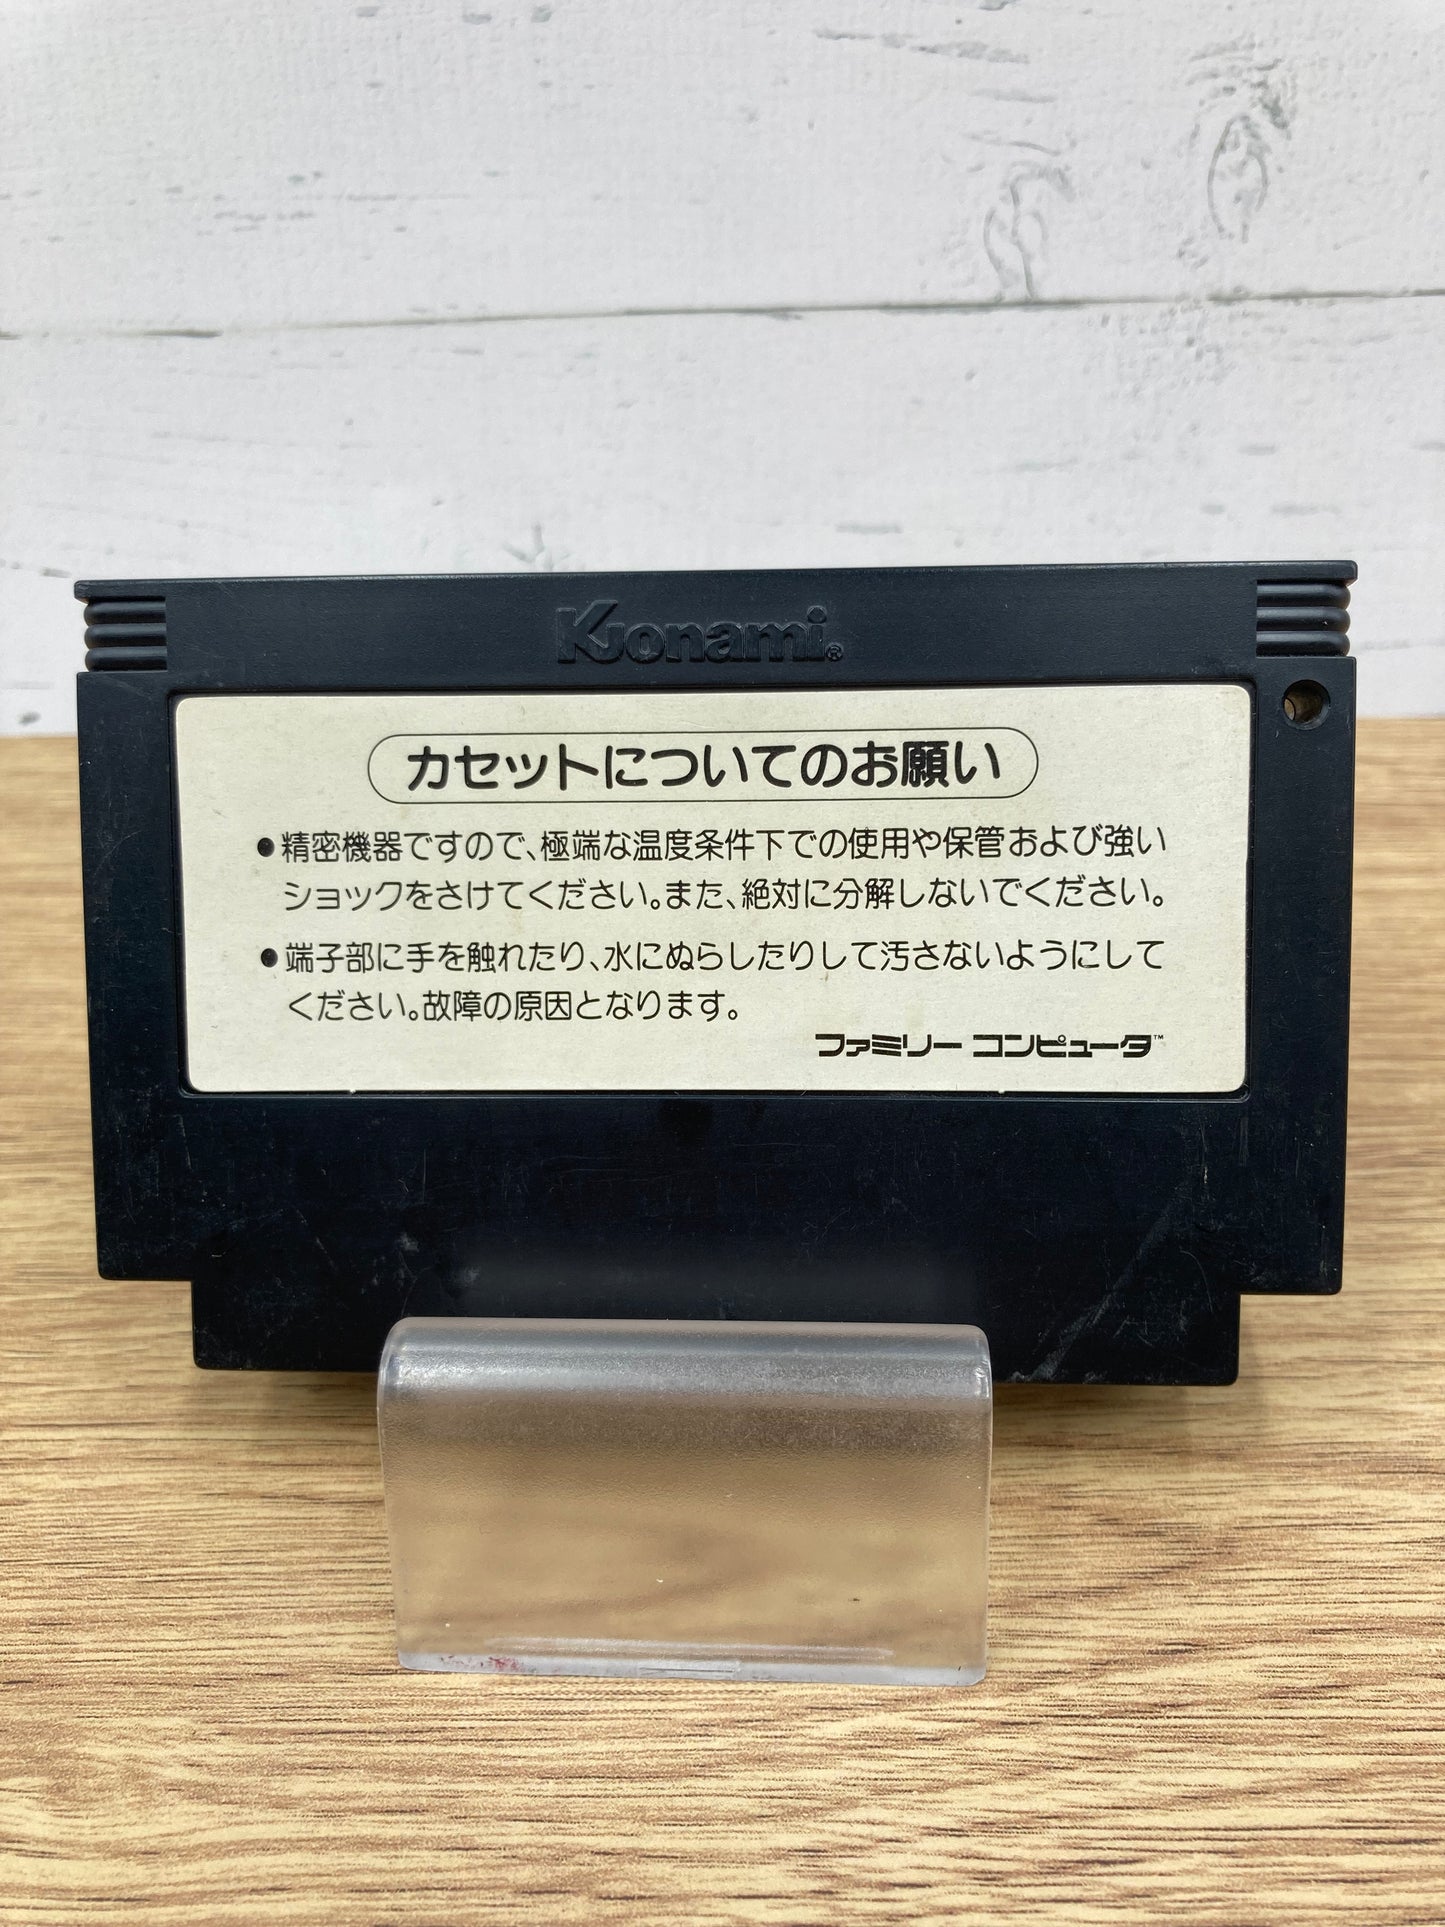 Konami®
カセットについてのお願い
●精密機器ですので、極端な温度条件下での使用や保管および強い
ショックをさけてください。また、絶対に分解しないでください。
●端子部に手を触れたり、水にぬらしたりして汚さないようにして
ください。故障の原因となります。
ファミリー コンピュータ™